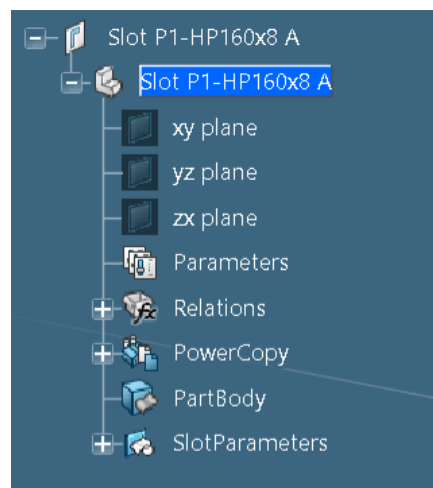 Slot P1-HP160x8 A
Slot P1-HP160x8 A
xy plane
yz plane
zx plane
Parameters
Relations
PowerCopy
PartBody
SlotParameters